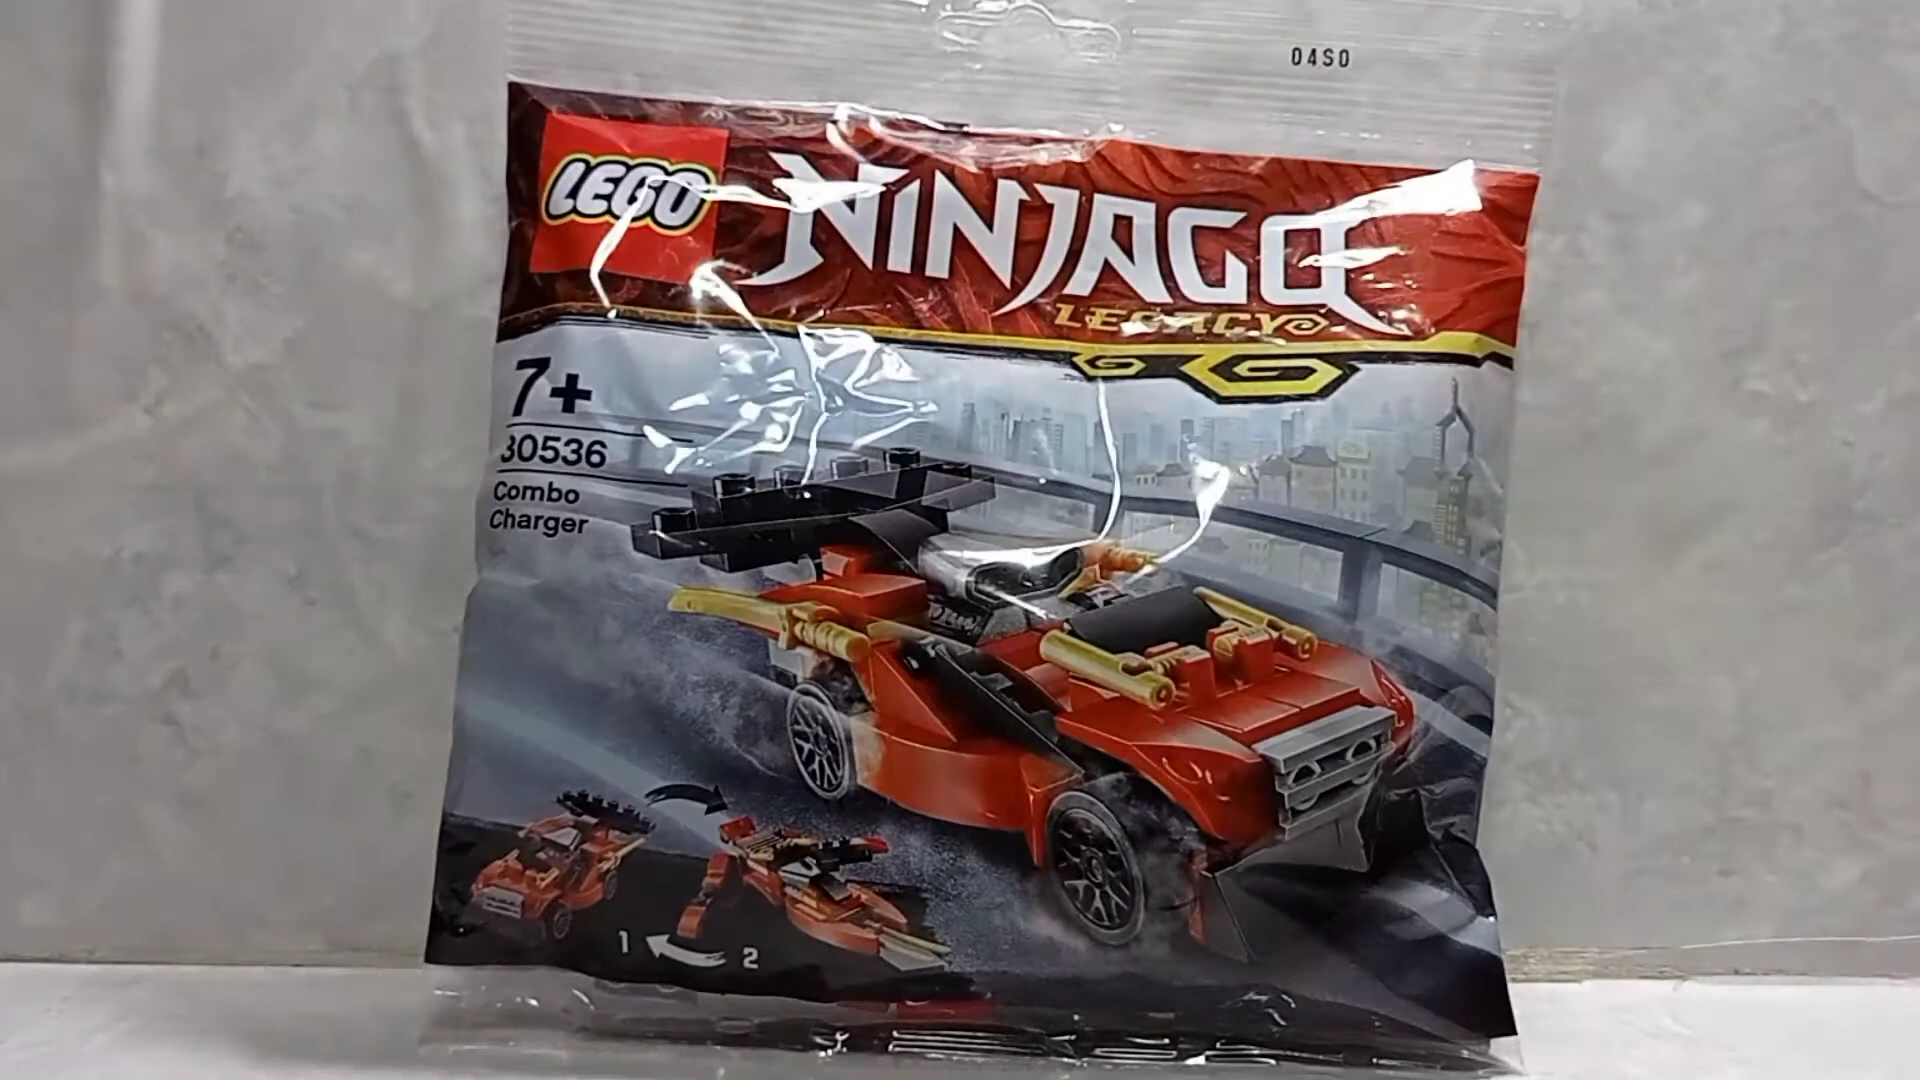 04S0
LEGO
NINJAGO
LEGACY
7+
30536
Combo
Charger
1 2